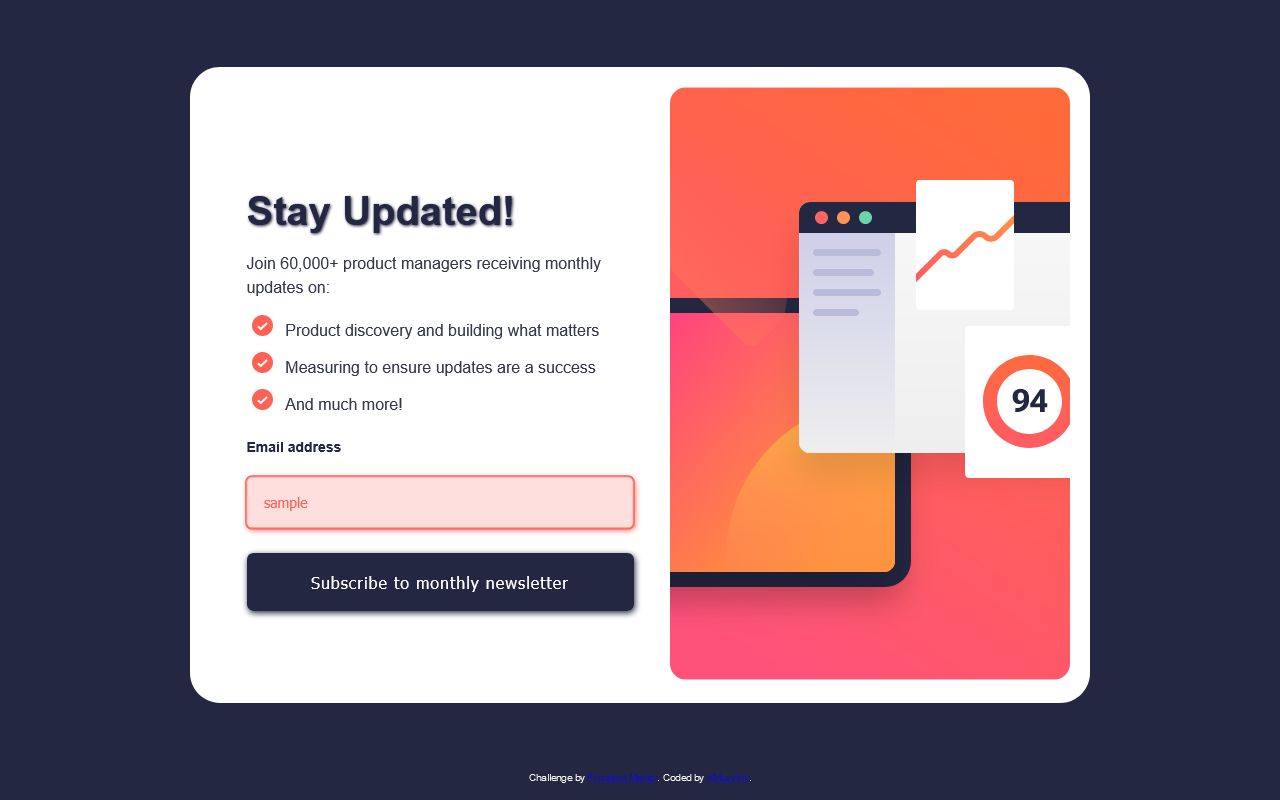 Stay Updated!
Join 60,000+ product managers receiving monthly
updates on:
Product discovery and building what matters
Measuring to ensure updates are a success
And much more!
Email address
sample
Subscribe to monthly newsletter
94
Challenge by Frontend Mentor. Coded by